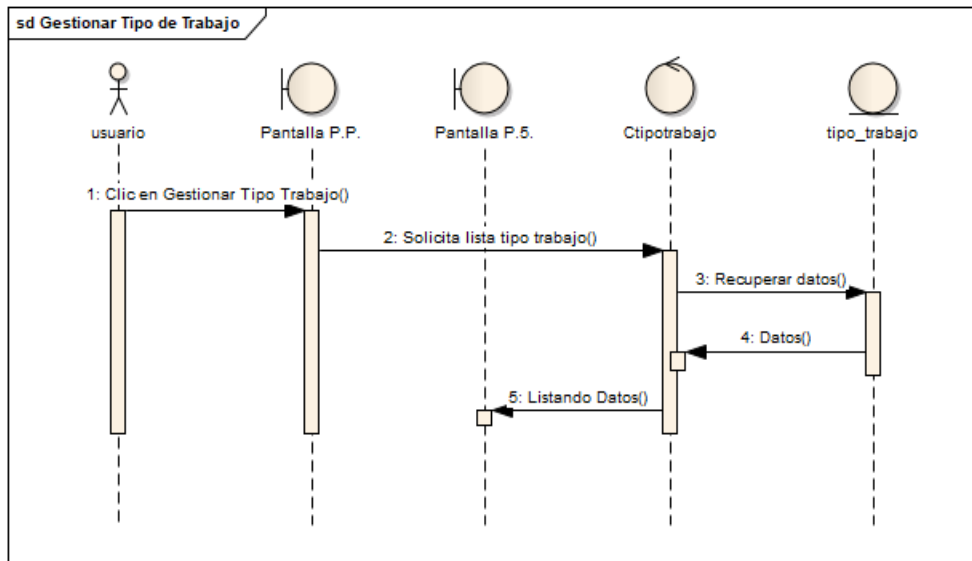 sd Gestionar Tipo de Trabajo
usuario
Pantalla P.P.
Pantalla P.5.
Ctipotrabajo
tipo_trabajo
1: Clic en Gestionar Tipo Trabajo()
2: Solicita lista tipo trabajo()
3: Recuperar datos()
4: Datos()
5: Listando Datos()